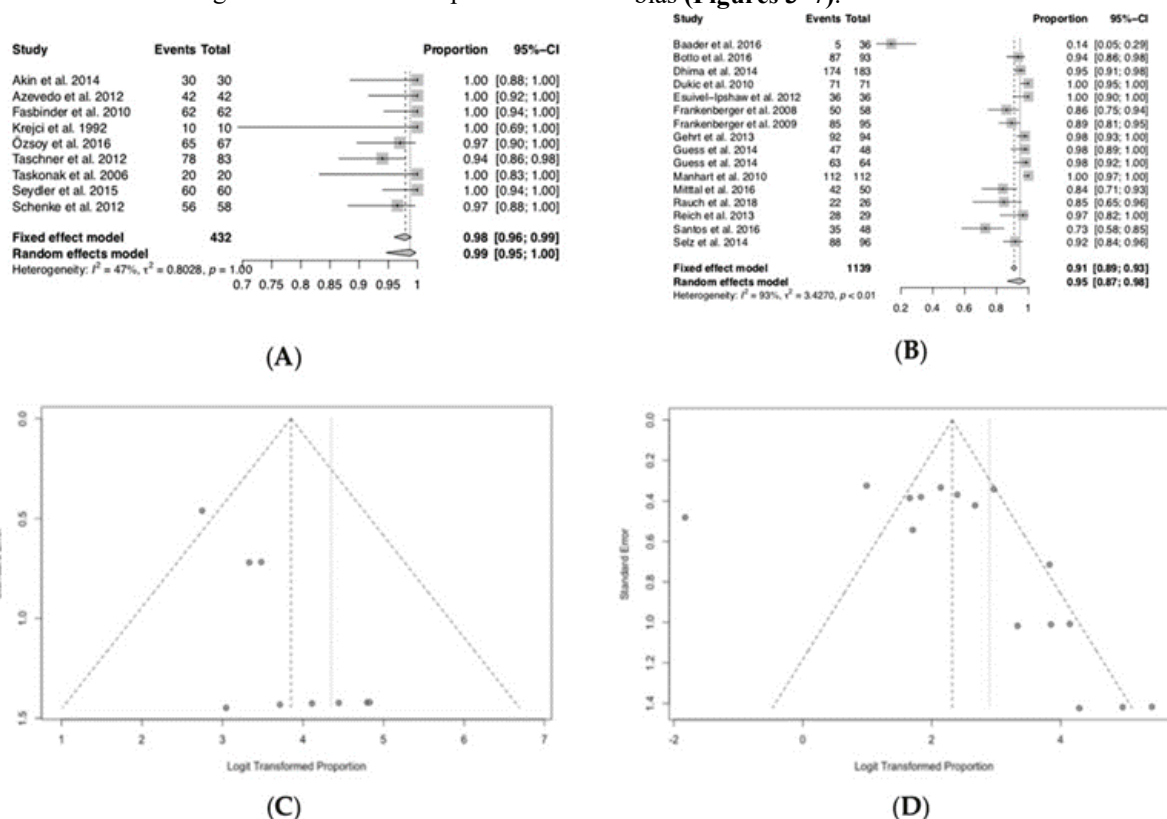 bias (Figures 3–7).
Study Events Total Proportion 95%–CI
Akin et al. 2014 30 30 1.00 [0.88; 1.00]
Azevedo et al. 2012 42 42 1.00 [0.92; 1.00]
Fasbinder et al. 2010 62 62 1.00 [0.94; 1.00]
Krejci et al. 1992 10 10 1.00 [0.69; 1.00]
Özsoy et al. 2016 65 67 0.97 [0.90; 1.00]
Taschner et al. 2012 78 83 0.94 [0.86; 0.98]
Taskonak et al. 2006 20 20 1.00 [0.83; 1.00]
Seydler et al. 2015 60 60 1.00 [0.94; 1.00]
Schenke et al. 2012 56 58 0.97 [0.88; 1.00]
Fixed effect model 432 0.98 [0.96; 0.99]
Random effects model 0.99 [0.95; 1.00]
Heterogeneity: I² = 47%, τ² = 0.8028, p = 1.00
0.7 0.75 0.8 0.85 0.9 0.95 1
(A)
Study Events Total Proportion 95%–CI
Baader et al. 2016 5 36 0.14 [0.05; 0.29]
Botto et al. 2016 87 93 0.94 [0.86; 0.98]
Dhima et al. 2014 174 183 0.95 [0.91; 0.98]
Dukic et al. 2010 71 71 1.00 [0.95; 1.00]
Esuivel–Ipshaw et al. 2012 36 36 1.00 [0.90; 1.00]
Frankenberger et al. 2008 50 58 0.86 [0.75; 0.94]
Frankenberger et al. 2009 85 95 0.89 [0.81; 0.95]
Gehrt et al. 2013 92 94 0.98 [0.93; 1.00]
Guess et al. 2014 47 48 0.98 [0.89; 1.00]
Guess et al. 2014 63 64 0.98 [0.92; 1.00]
Manhart et al. 2010 112 112 1.00 [0.97; 1.00]
Mitttal et al. 2016 42 50 0.84 [0.71; 0.93]
Rauch et al. 2018 22 26 0.85 [0.65; 0.96]
Reich et al. 2013 28 29 0.97 [0.82; 1.00]
Santos et al. 2016 35 48 0.73 [0.58; 0.85]
Selz et al. 2014 88 96 0.92 [0.84; 0.96]
Fixed effect model 1139 0.91 [0.89; 0.93]
Random effects model 0.95 [0.87; 0.98]
Heterogeneity: I² = 93%, τ² = 3.4270, p < 0.01
0.2 0.4 0.6 0.8 1
(B)
0.0
0.5
1.0
1.5
1 2 3 4 5 6 7
Logit Transformed Proportion
(C)
Standard Error
0.0
0.2
0.4
0.6
0.8
1.0
1.2
1.4
-2 0 2 4
Logit Transformed Proportion
(D)